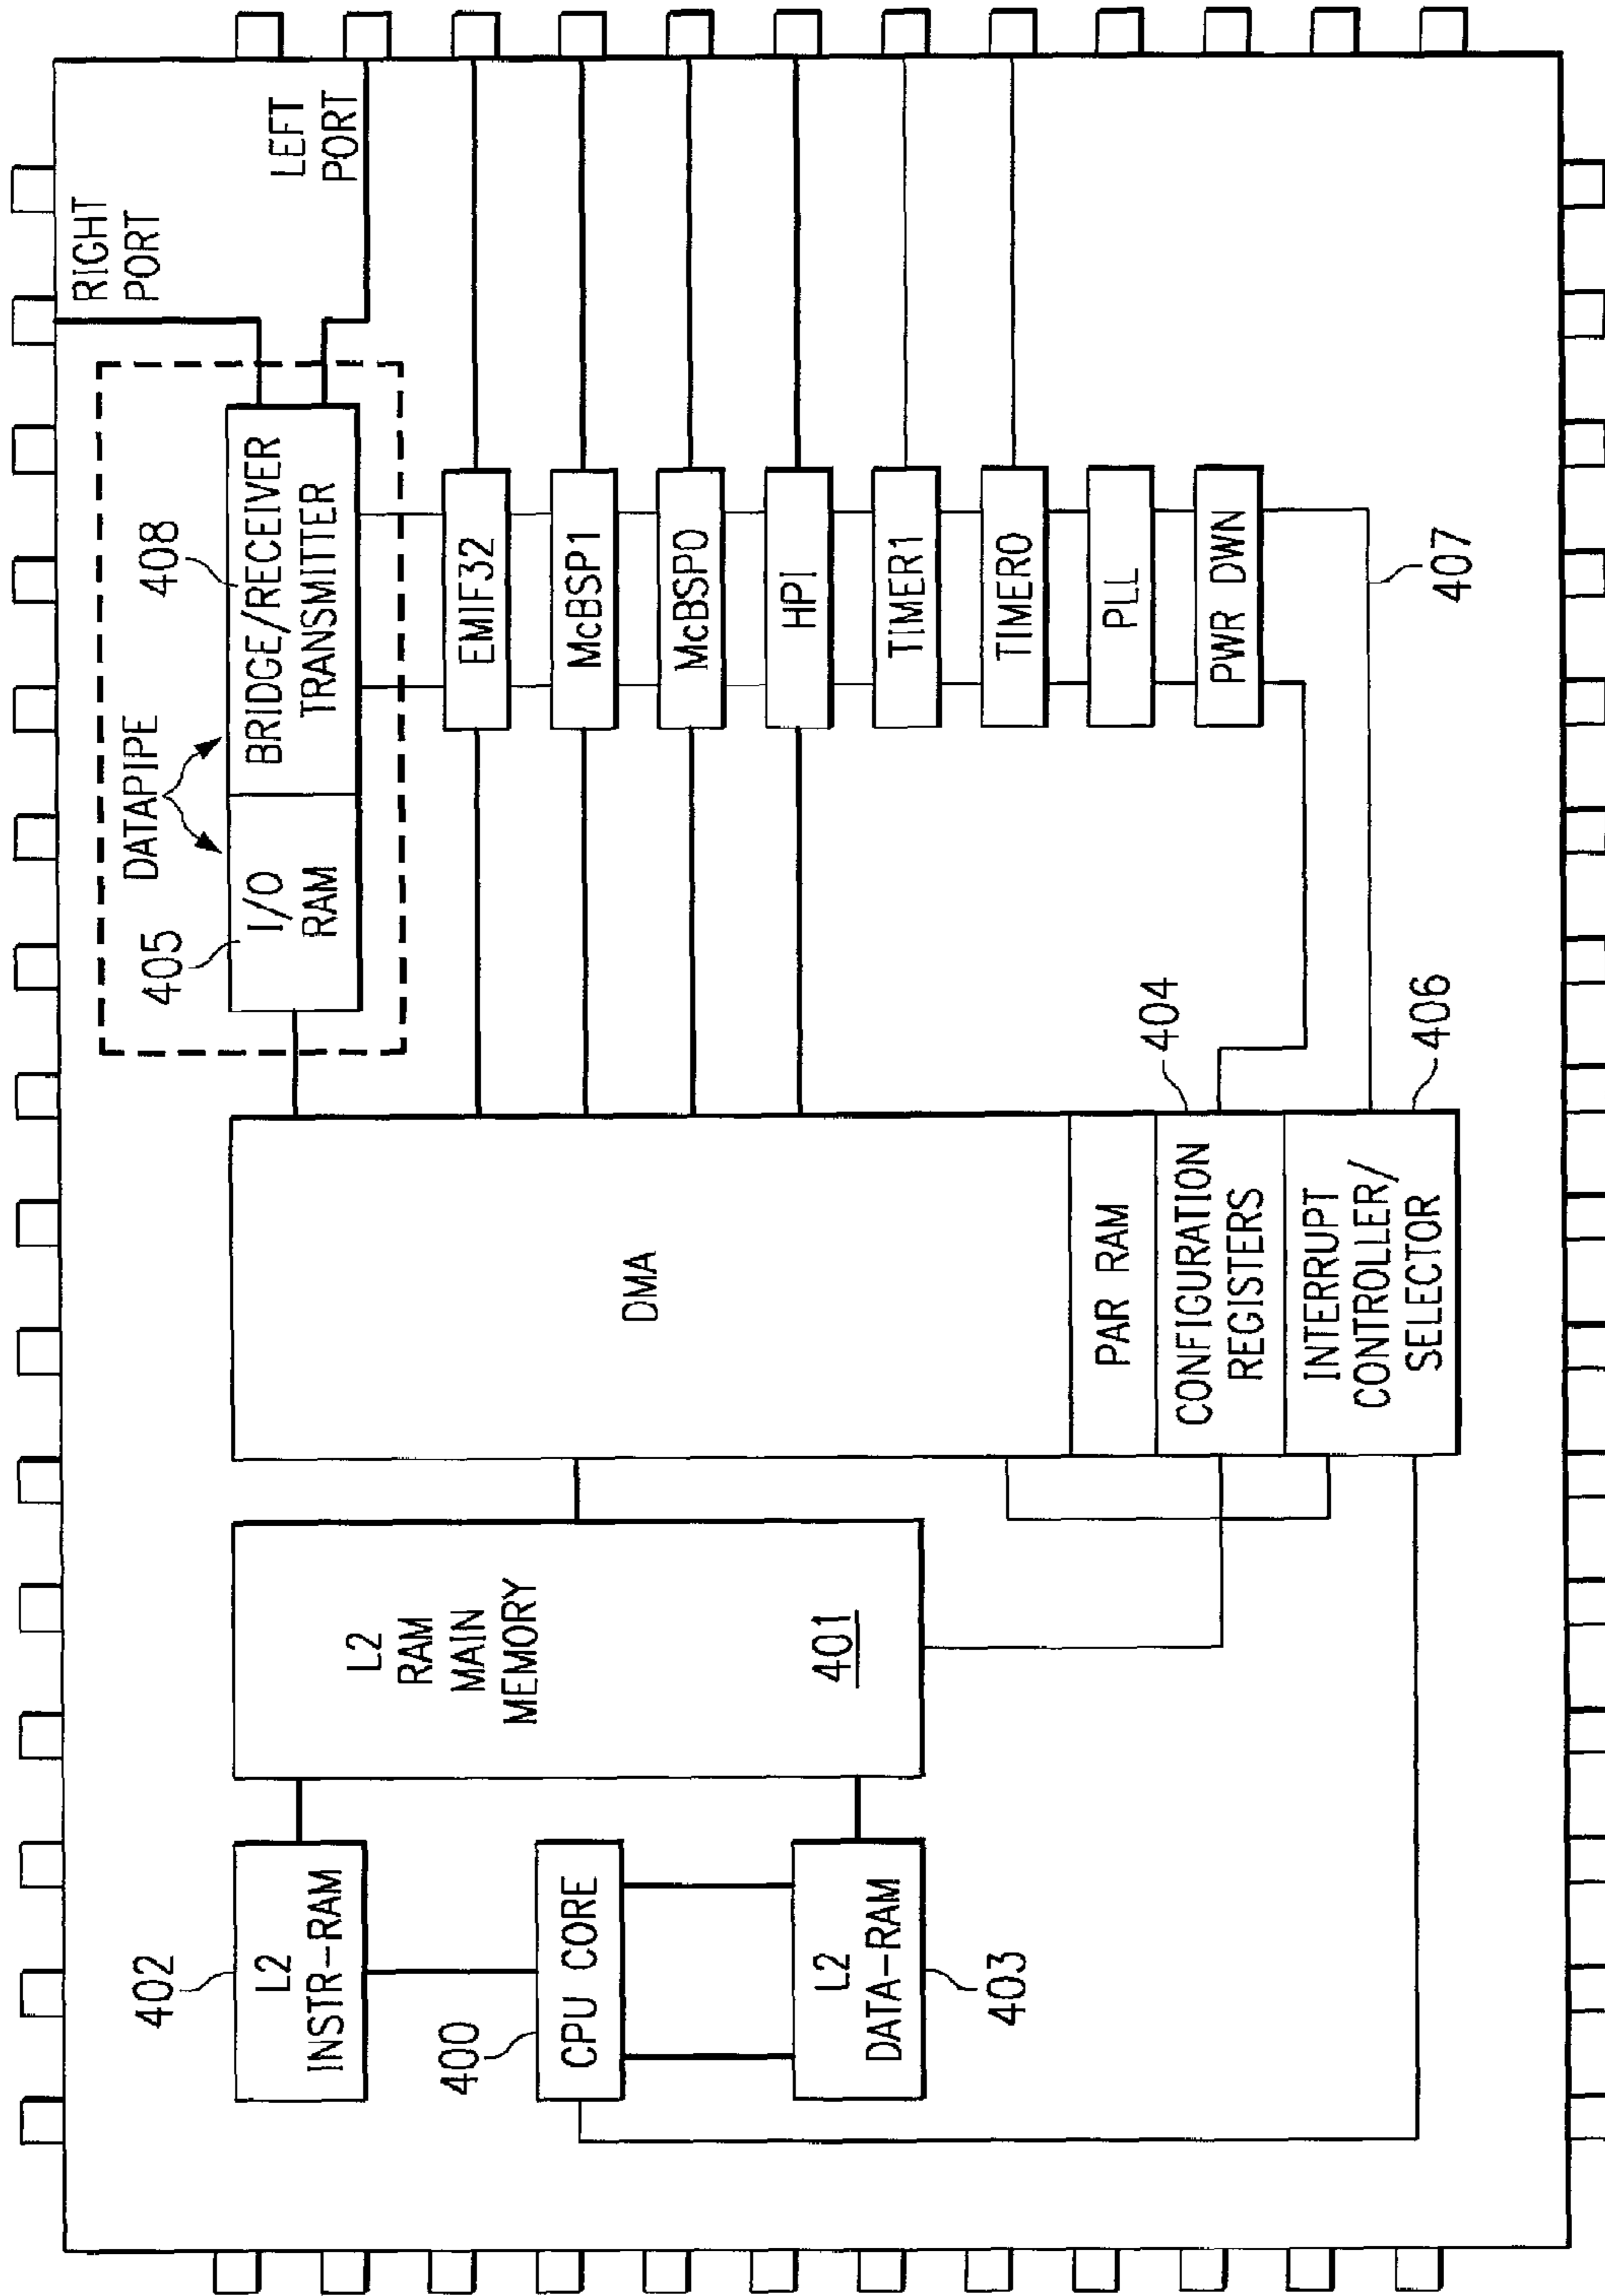 RIGHT
PORT
LEFT
PORT
DATAPIPE
405
408
I/O
RAM
BRIDGE/RECEIVER
TRANSMITTER
EMIF32
McBSP1
McBSP0
HPI
TIMER1
TIMER0
PLL
PWR DWN
407
DMA
PAR RAM
404
CONFIGURATION
REGISTERS
INTERRUPT
CONTROLLER/
SELECTOR
406
L2
RAM
MAIN
MEMORY
401
402
L2
INSTR-RAM
400
CPU CORE
L2
DATA-RAM
403